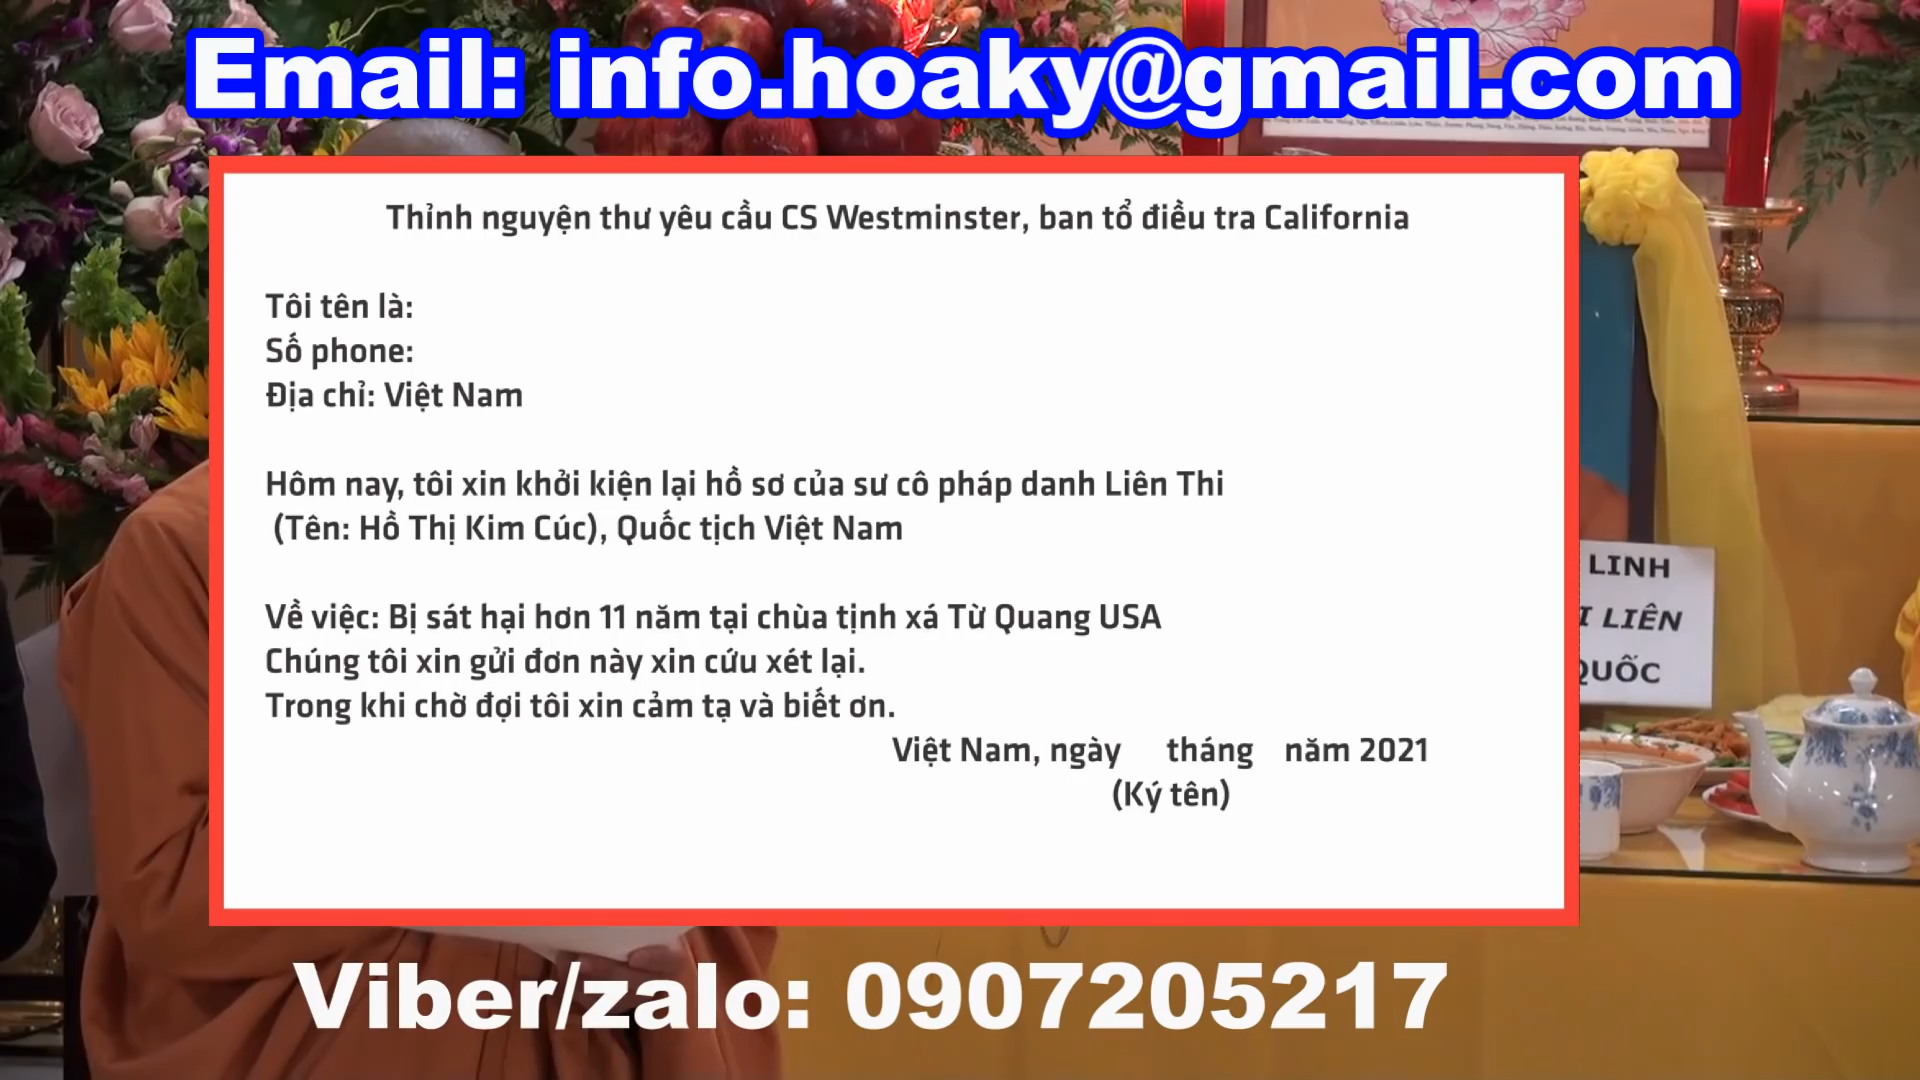 Email: info.hoaky@gmail.com
Thỉnh nguyện thư yêu cầu CS Westminster, ban tổ điều tra California
Tôi tên là:
Số phone:
Địa chỉ: Việt Nam
Hôm nay, tôi xin khởi kiện lại hồ sơ của sư cô pháp danh Liên Thi
(Tên: Hồ Thị Kim Cúc), Quốc tịch Việt Nam
Về việc: Bị sát hại hơn 11 năm tại chùa tịnh xá Từ Quang USA
Chúng tôi xin gửi đơn này xin cứu xét lại.
Trong khi chờ đợi tôi xin cảm tạ và biết ơn.
Việt Nam, ngày tháng năm 2021
(Ký tên)
LINH
I LIÊN
QUỐC
Viber/zalo: 0907205217